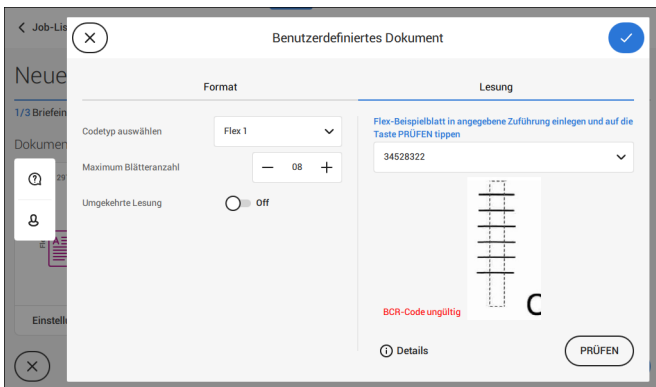 Job-Lis
Benutzerdefiniertes Dokument
Neue
Format
Lesung
1/3 Briefein
Codetyp auswählen
Flex 1
Flex-Beispielblatt in angegebene Zuführung einlegen und auf die
Taste PRÜFEN tippen
Dokumen
34528322
Maximum Blätteranzahl
08
29
Umgekehrte Lesung
Off
BCR-Code ungültig
C
Einstell
Details
PRÜFEN